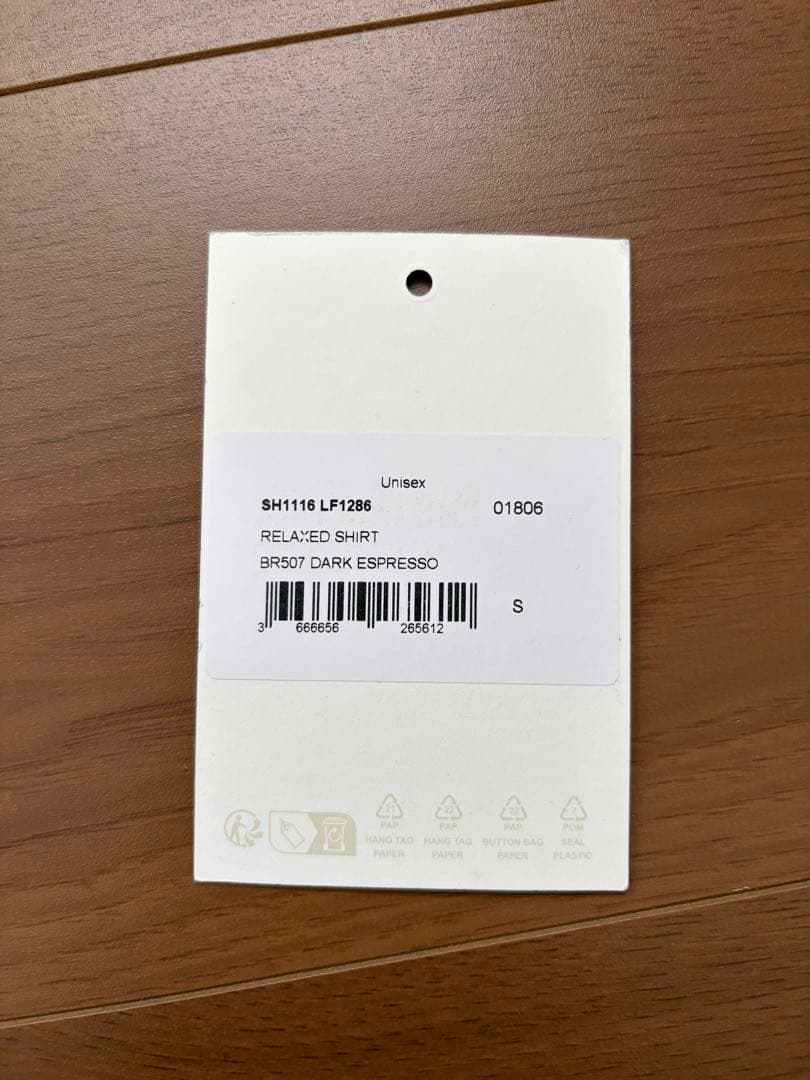 Unisex
SH1116 LF1286 01806
RELAXED SHIRT
BR507 DARK ESPRESSO
S
3 666656 265612
21 22 22 7
PAP PAP PAP POM
HANG TAG HANG TAG BUTTON BAG SEAL
PAPER PAPER PAPER PLASTIC